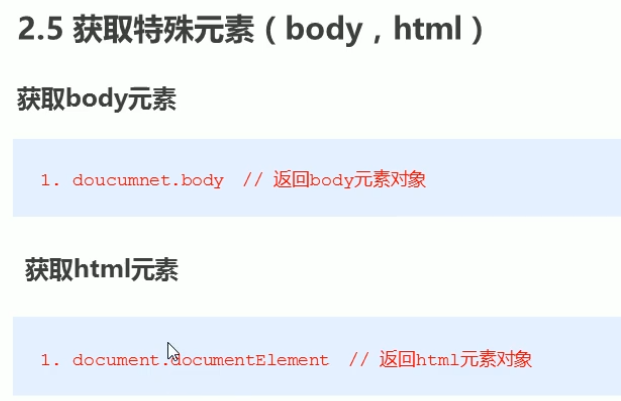 2.5 获取特殊元素（body，html）
获取body元素
1. doucumnet.body // 返回body元素对象
获取html元素
1. document.documentElement // 返回html元素对象